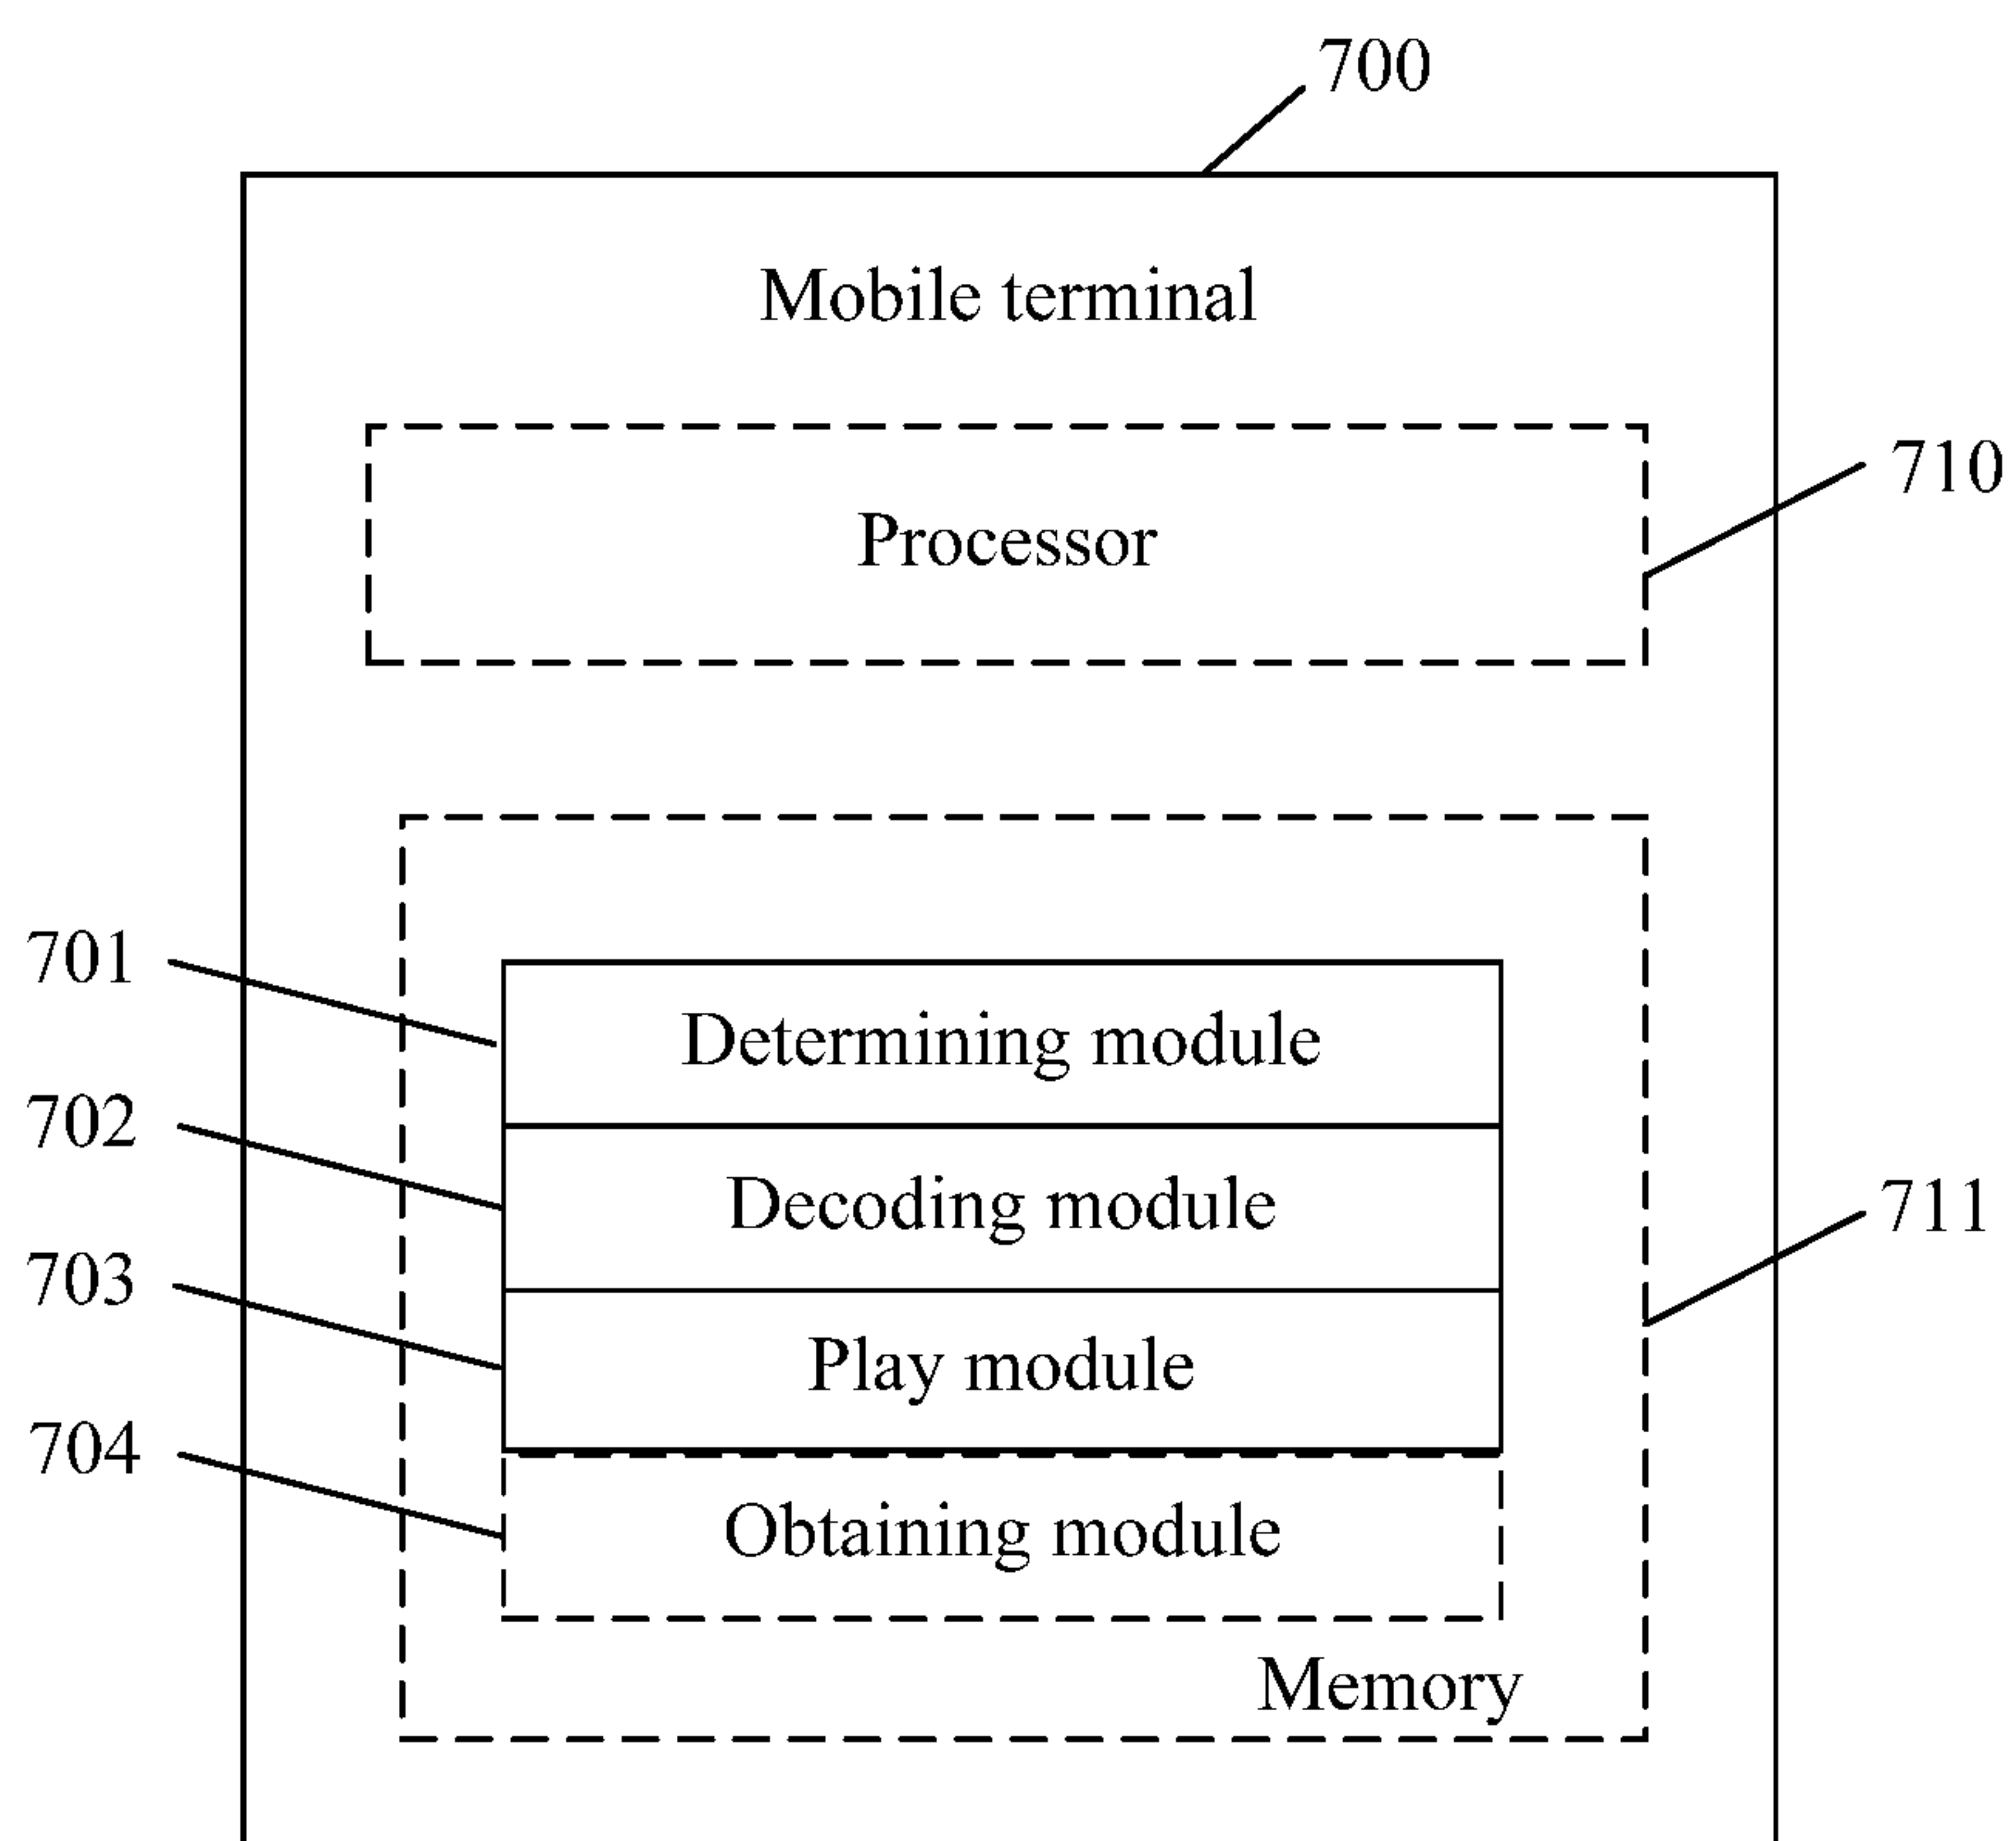 700
Mobile terminal
710
Processor
701
Determining module
702
Decoding module
711
703
Play module
704
Obtaining module
Memory